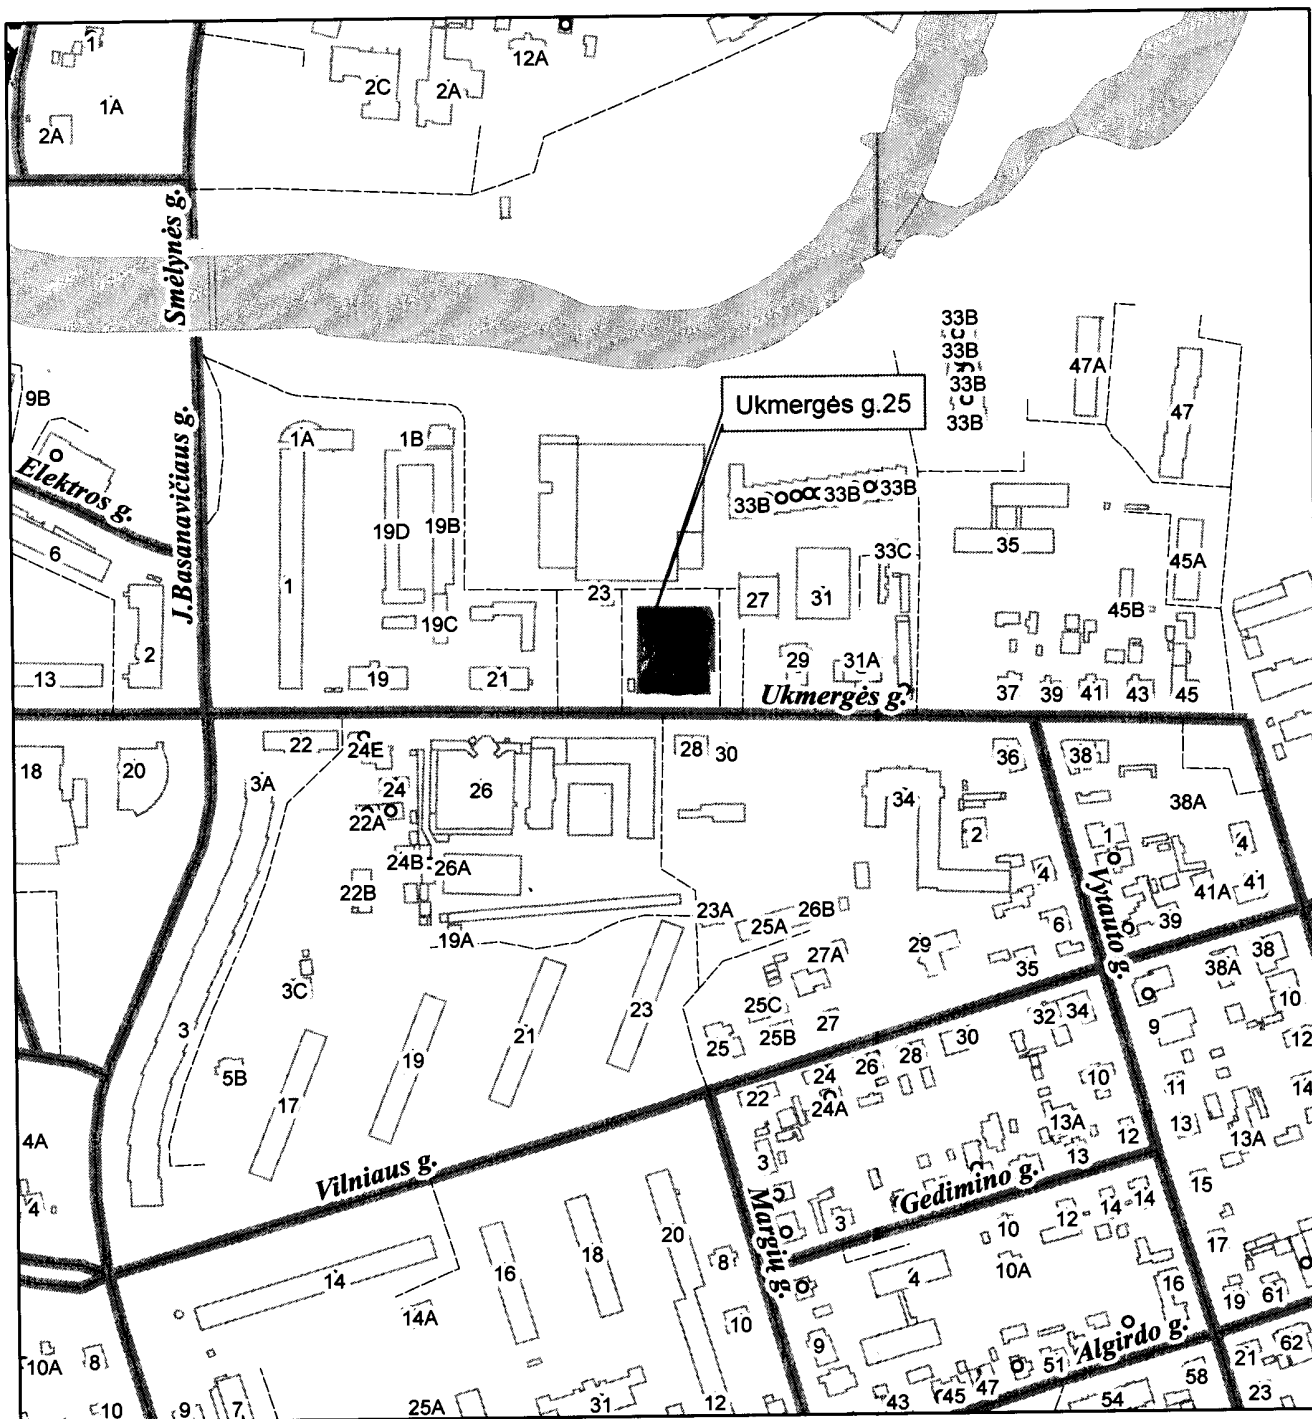 1
12A
2C
2A
1A
2A
Smėlynės g.
33B
33B
33B
33B
47A
47
9B
Ukmergės g.25
J.Basanavičiaus g.
1A
1B
Elektros g.
33B
33B
33B
19D
19B
35
6
33C
45A
1
23
27
31
45B
19C
2
13
19
21
29
31A
37
39
41
43
45
Ukmergės g.
22
24E
28
30
36
38
18
20
3A
24
26
34
38A
22A
2
1
4
24B
26A
4
22B
41A
41
Vytauto g.
23A
26B
25A
6
39
19A
27A
29
35
38A
38
3C
25C
10
23
27
32
34
9
3
21
25
25B
30
12
19
28
26
5B
24
10
11
14
17
22
24A
4A
13A
12
13
13A
3
13
Vilniaus g.
Gedimino g.
15
4
Margių g.
3
10
12
14
14
20
17
18
8
16
14
4
10A
16
14A
19
61
10
9
Algirdo g.
62
10A
8
51
21
47
58
45
43
54
23
10
9
7
25A
31
12